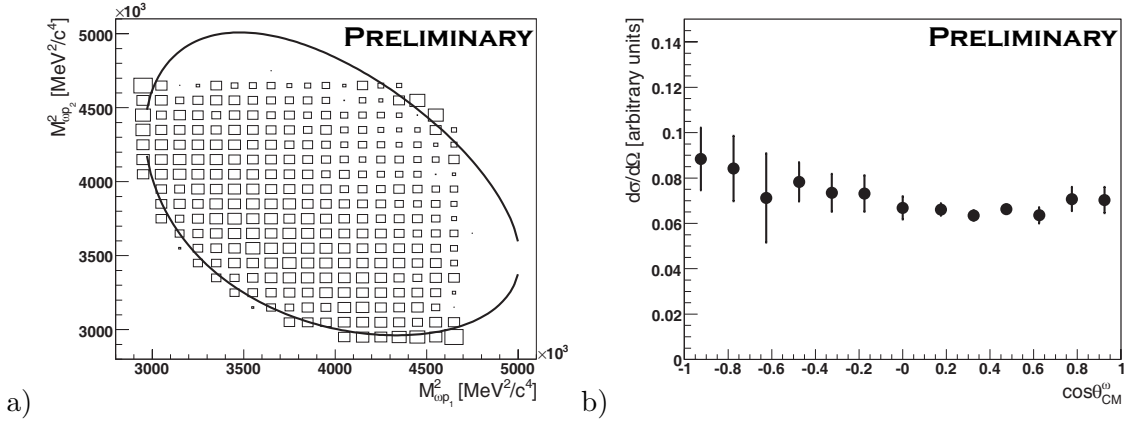 ×10³
PRELIMINARY
M²ωp₂ [MeV²/c⁴]
5000
4500
4000
3500
3000
3000 3500 4000 4500 5000
×10³
M²ωp₁ [MeV²/c⁴]
a)
PRELIMINARY
dσ/dΩ [arbitrary units]
0.14
0.12
0.1
0.08
0.06
0.04
0.02
0
-1 -0.8 -0.6 -0.4 -0.2 -0 0.2 0.4 0.6 0.8 1
cosθωCM
b)